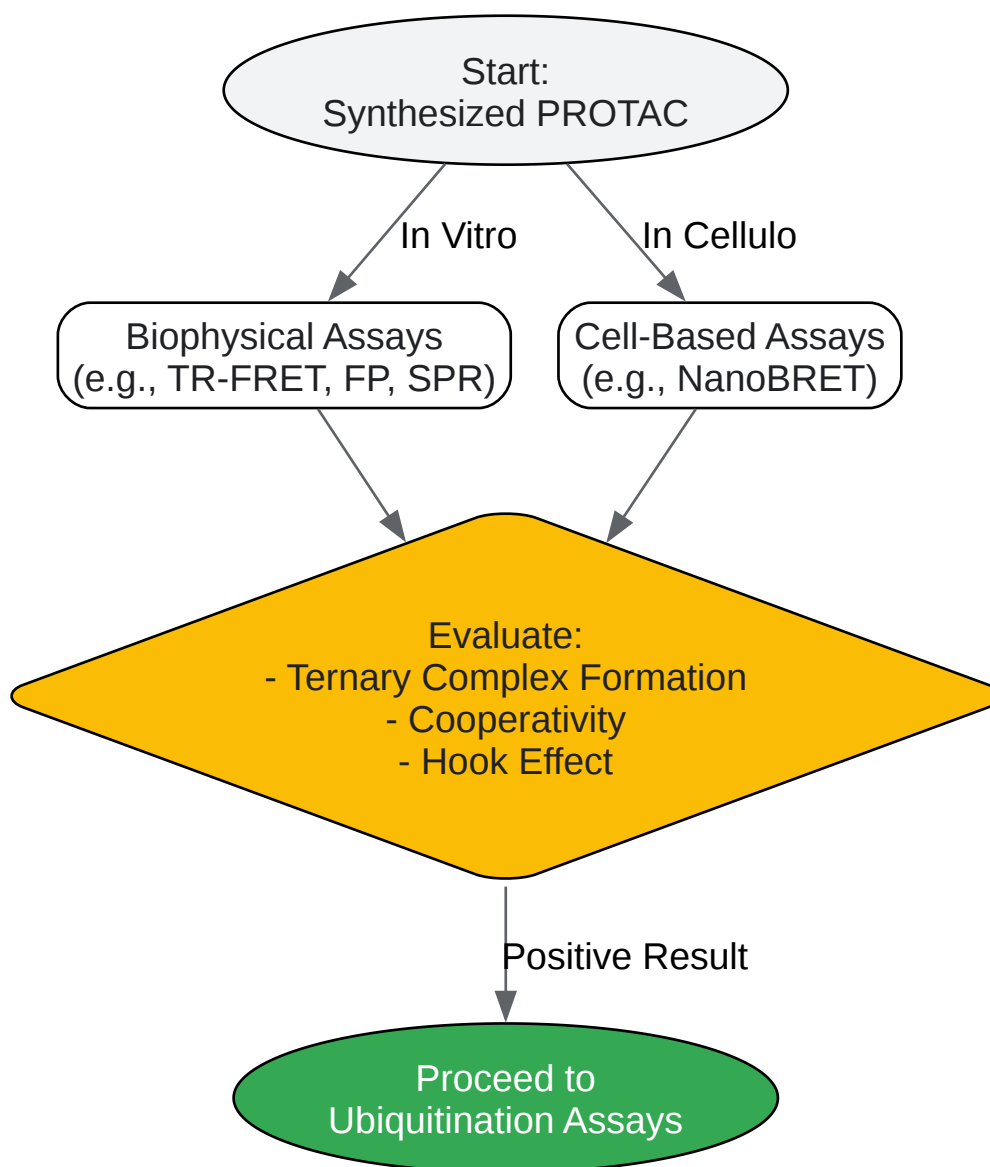 Start:
Synthesized PROTAC
In Vitro
In Cellulo
Biophysical Assays
(e.g., TR-FRET, FP, SPR)
Cell-Based Assays
(e.g., NanoBRET)
Evaluate:
- Ternary Complex Formation
- Cooperativity
- Hook Effect
Positive Result
Proceed to
Ubiquitination Assays